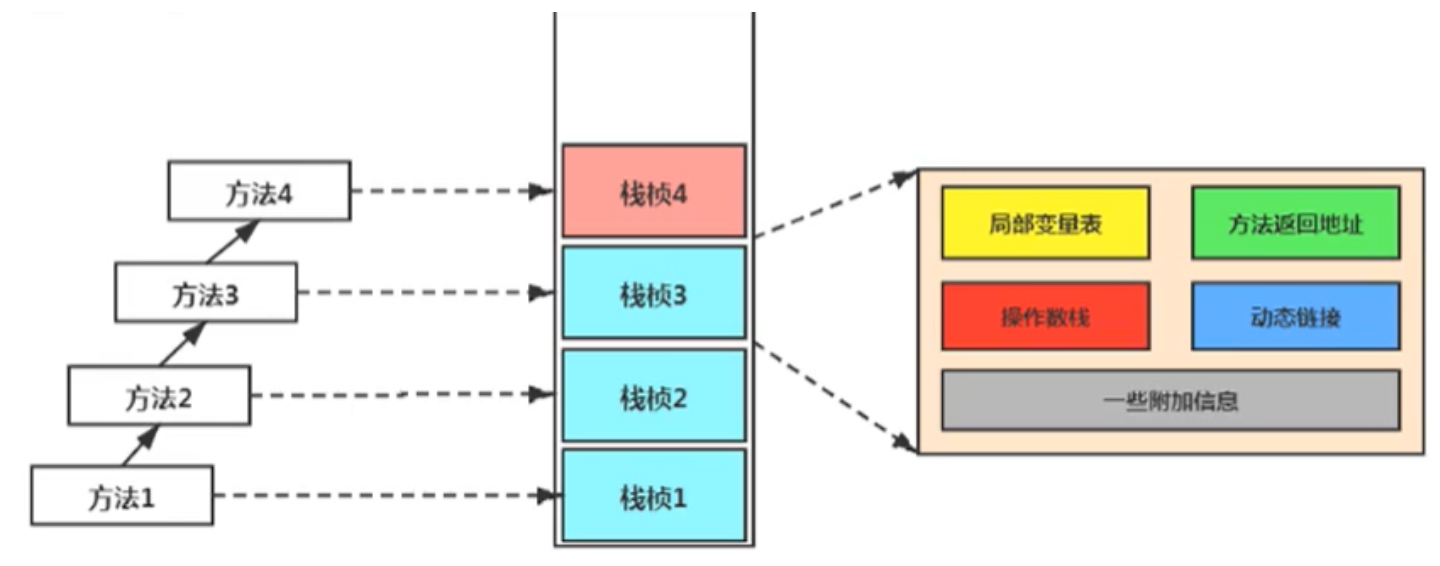 方法4
方法3
方法2
方法1
栈桢4
栈桢3
栈桢2
栈桢1
局部变量表
方法返回地址
操作数栈
动态链接
一些附加信息